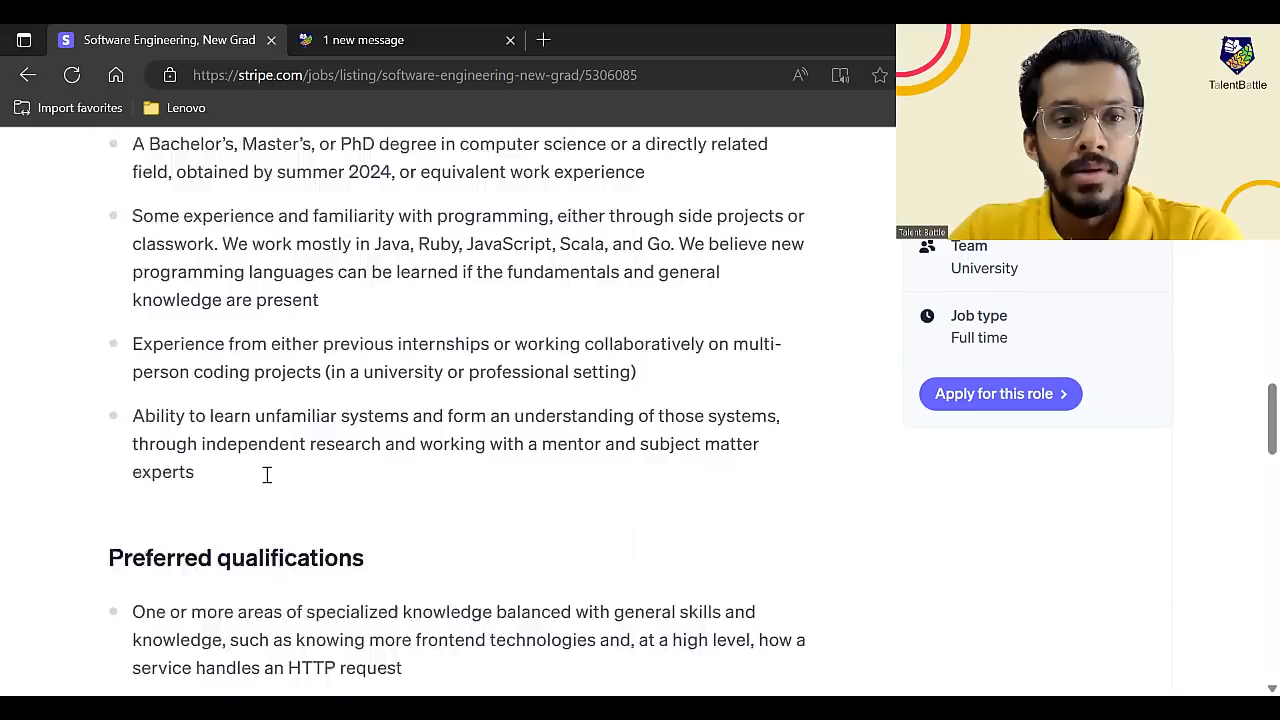 Software Engineering, New Grad
1 new message
https://stripe.com/jobs/listing/software-engineering-new-grad/5306085
Import favorites
Lenovo
TalentBattle
Talent Battle
A Bachelor’s, Master’s, or PhD degree in computer science or a directly related
field, obtained by summer 2024, or equivalent work experience
Some experience and familiarity with programming, either through side projects or
classwork. We work mostly in Java, Ruby, JavaScript, Scala, and Go. We believe new
programming languages can be learned if the fundamentals and general
knowledge are present
Experience from either previous internships or working collaboratively on multi-
person coding projects (in a university or professional setting)
Ability to learn unfamiliar systems and form an understanding of those systems,
through independent research and working with a mentor and subject matter
experts
Preferred qualifications
One or more areas of specialized knowledge balanced with general skills and
knowledge, such as knowing more frontend technologies and, at a high level, how a
service handles an HTTP request
Team
University
Job type
Full time
Apply for this role